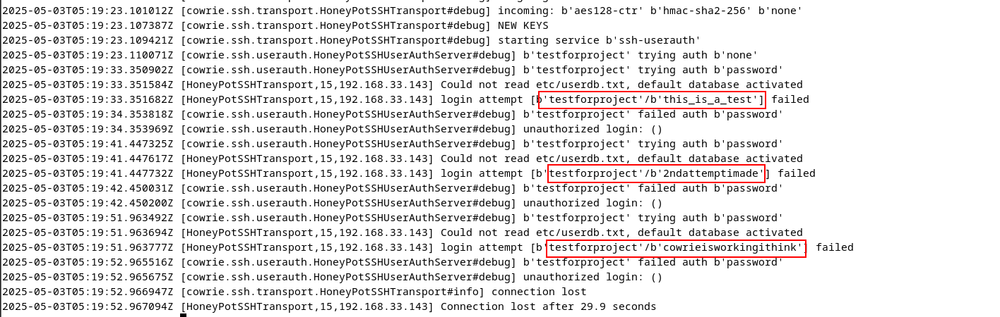 2025-05-03T05:19:23.101012Z [cowrie.ssh.transport.HoneyPotSSHTransport#debug] incoming: b'aes128-ctr' b'hmac-sha2-256' b'none'
2025-05-03T05:19:23.107387Z [cowrie.ssh.transport.HoneyPotSSHTransport#debug] NEW KEYS
2025-05-03T05:19:23.109421Z [cowrie.ssh.transport.HoneyPotSSHTransport#debug] starting service b'ssh-userauth'
2025-05-03T05:19:23.110071Z [cowrie.ssh.userauth.HoneyPotSSHUserAuthServer#debug] b'testforproject' trying auth b'none'
2025-05-03T05:19:33.350902Z [cowrie.ssh.userauth.HoneyPotSSHUserAuthServer#debug] b'testforproject' trying auth b'password'
2025-05-03T05:19:33.351584Z [HoneyPotSSHTransport,15,192.168.33.143] Could not read etc/userdb.txt, default database activated
2025-05-03T05:19:33.351682Z [HoneyPotSSHTransport,15,192.168.33.143] login attempt [b'testforproject'/b'this_is_a_test'] failed
2025-05-03T05:19:34.353818Z [cowrie.ssh.userauth.HoneyPotSSHUserAuthServer#debug] b'testforproject' failed auth b'password'
2025-05-03T05:19:34.353969Z [cowrie.ssh.userauth.HoneyPotSSHUserAuthServer#debug] unauthorized login: ()
2025-05-03T05:19:41.447325Z [cowrie.ssh.userauth.HoneyPotSSHUserAuthServer#debug] b'testforproject' trying auth b'password'
2025-05-03T05:19:41.447617Z [HoneyPotSSHTransport,15,192.168.33.143] Could not read etc/userdb.txt, default database activated
2025-05-03T05:19:41.447732Z [HoneyPotSSHTransport,15,192.168.33.143] login attempt [b'testforproject'/b'2ndattemptimade'] failed
2025-05-03T05:19:42.450031Z [cowrie.ssh.userauth.HoneyPotSSHUserAuthServer#debug] b'testforproject' failed auth b'password'
2025-05-03T05:19:42.450200Z [cowrie.ssh.userauth.HoneyPotSSHUserAuthServer#debug] unauthorized login: ()
2025-05-03T05:19:51.963492Z [cowrie.ssh.userauth.HoneyPotSSHUserAuthServer#debug] b'testforproject' trying auth b'password'
2025-05-03T05:19:51.963694Z [HoneyPotSSHTransport,15,192.168.33.143] Could not read etc/userdb.txt, default database activated
2025-05-03T05:19:51.963777Z [HoneyPotSSHTransport,15,192.168.33.143] login attempt [b'testforproject'/b'cowrieisworkingithink'] failed
2025-05-03T05:19:52.965516Z [cowrie.ssh.userauth.HoneyPotSSHUserAuthServer#debug] b'testforproject' failed auth b'password'
2025-05-03T05:19:52.965675Z [cowrie.ssh.userauth.HoneyPotSSHUserAuthServer#debug] unauthorized login: ()
2025-05-03T05:19:52.966947Z [cowrie.ssh.transport.HoneyPotSSHTransport#info] connection lost
2025-05-03T05:19:52.967094Z [HoneyPotSSHTransport,15,192.168.33.143] Connection lost after 29.9 seconds